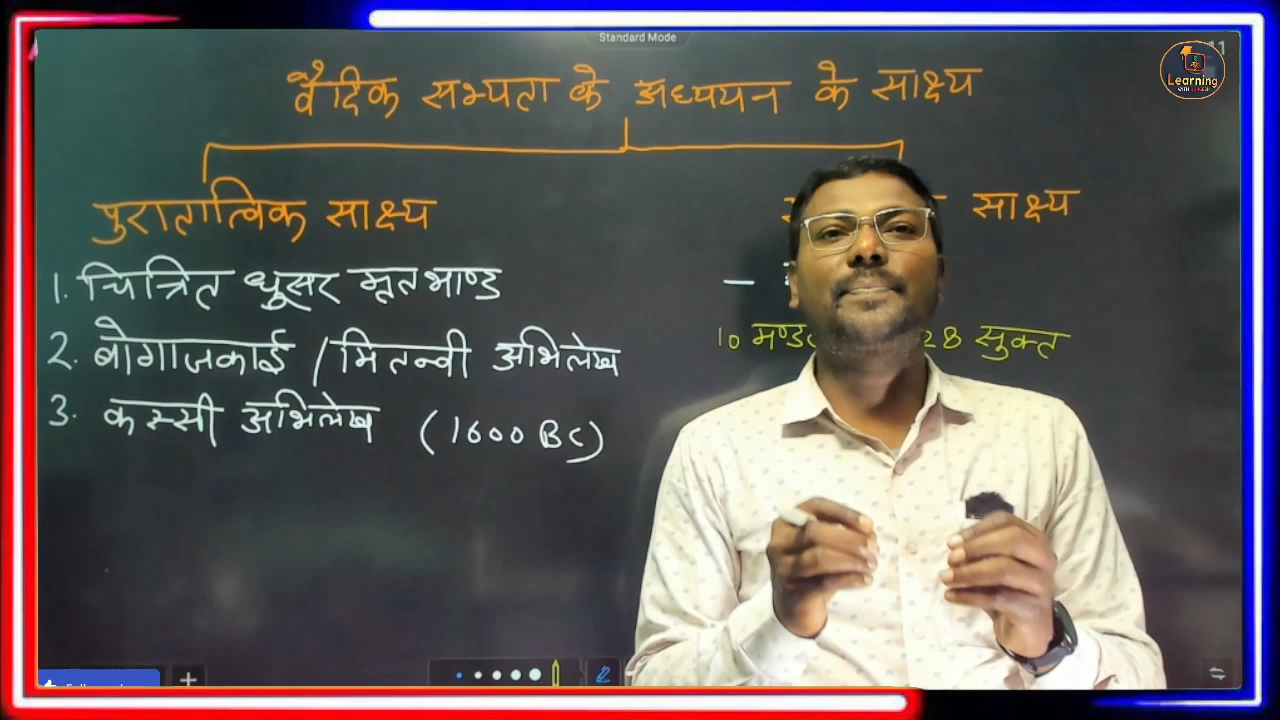 Standard Mode
11
Learning
वैदिक सभ्यता के अध्ययन के साक्ष्य
पुरातात्विक साक्ष्य
साक्ष्य
1. चित्रित धुसर मृतभाण्ड
–
2. बोगाजकोई / मितन्नी अभिलेख
10 मण्ड 28 सुक्त
3. कस्सी अभिलेख (1600 BC)